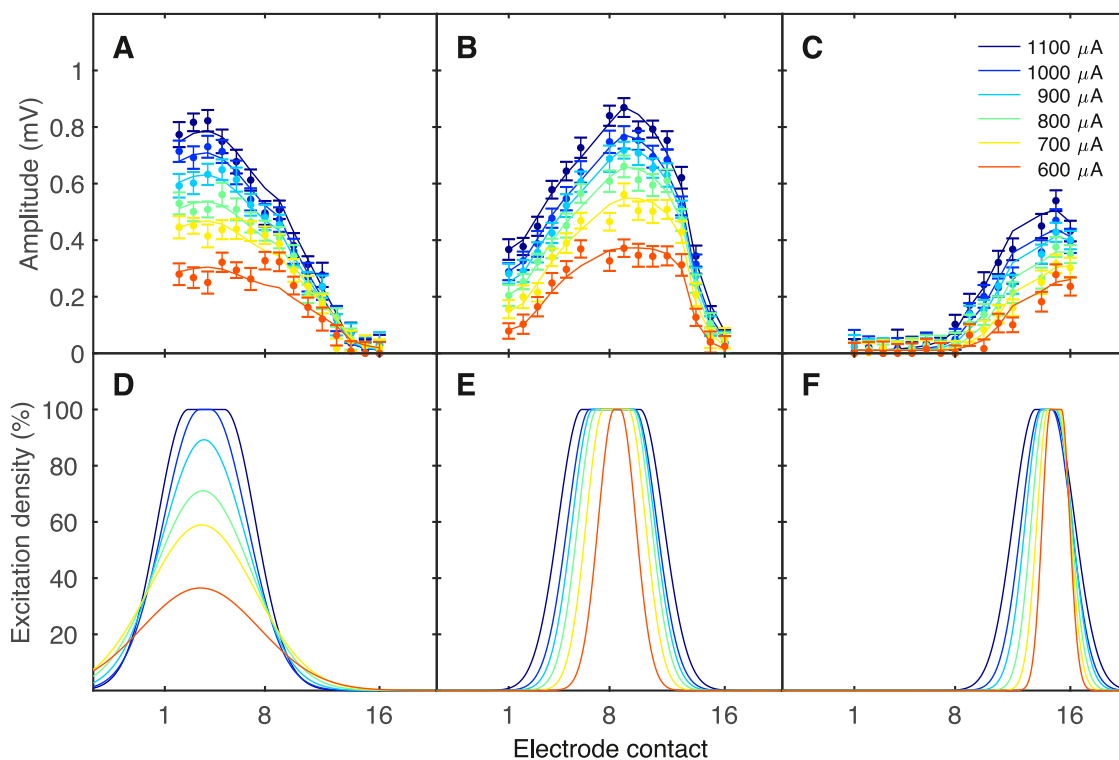 A
B
C
1100 μA
1000 μA
900 μA
800 μA
700 μA
600 μA
Amplitude (mV)
1
0.8
0.6
0.4
0.2
0
D
E
F
Excitation density (%)
100
80
60
40
20
1 8 16
1 8 16
1 8 16
Electrode contact